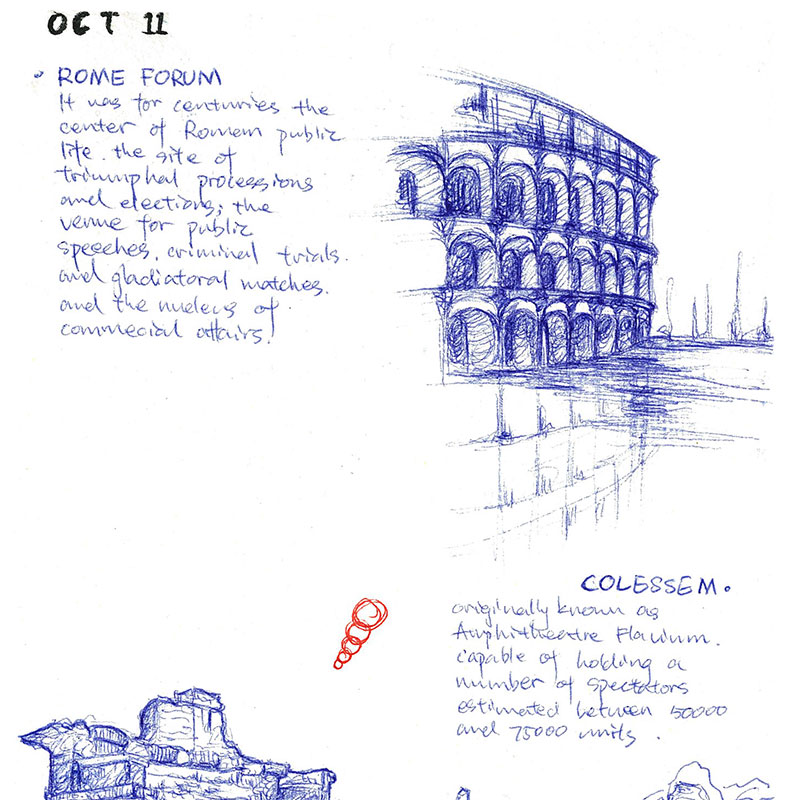 OCT 11
ROME FORUM
It was for centuries the
center of Romem public
life. the site of
triumphal processions
and elections; the
venue for public
speeches, criminal trials.
and gladiatoral matches.
and the nucleus of
commecial affairs.
COLESSEM.
originally known as
Amphitheatre Flavium.
capable of holding a
number of spectators
estimated between 50000
and 75000 units.